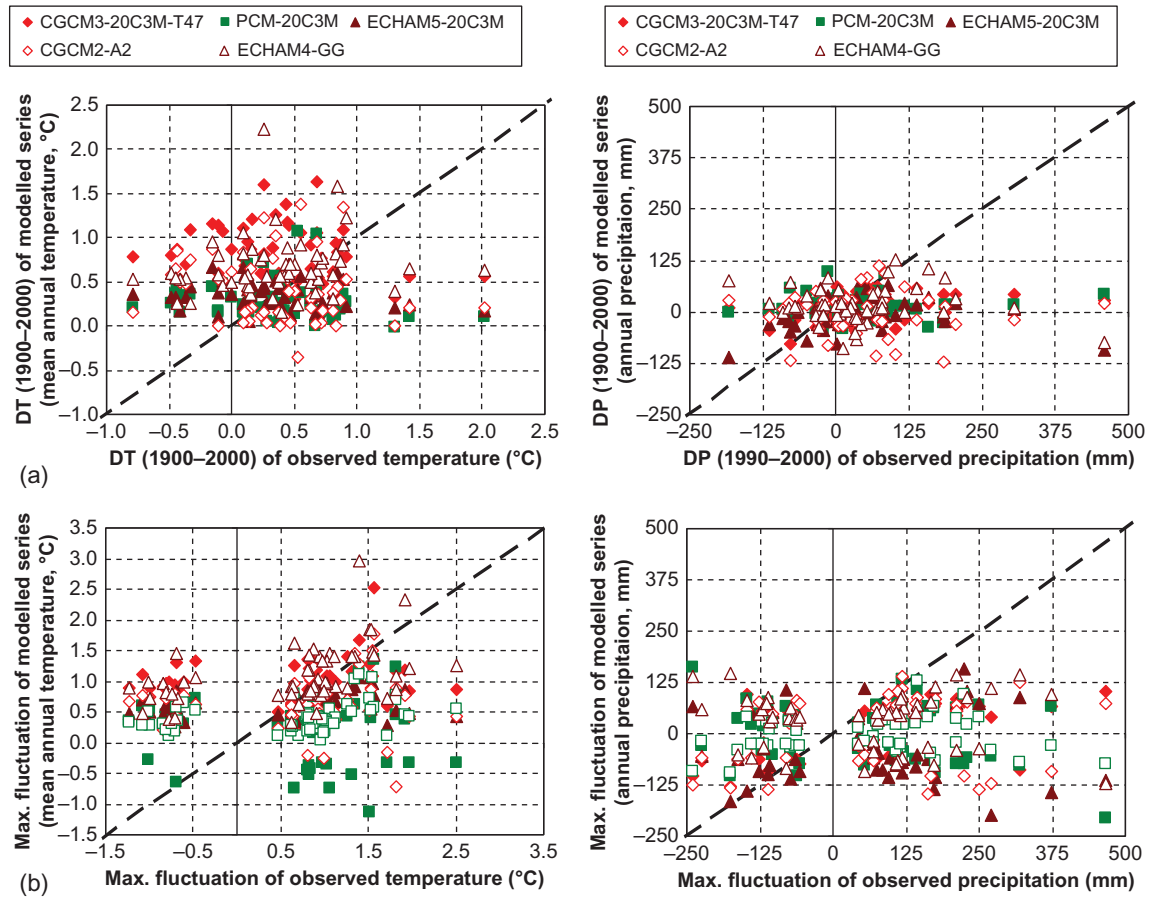 CGCM3-20C3M-T47 PCM-20C3M ECHAM5-20C3M
CGCM2-A2 ECHAM4-GG
DT (1900–2000) of modelled series
(mean annual temperature, °C)
2.5
2.0
1.5
1.0
0.5
0.0
–0.5
–1.0
–1.0 –0.5 0.0 0.5 1.0 1.5 2.0 2.5
DT (1900–2000) of observed temperature (°C)
(a)
CGCM3-20C3M-T47 PCM-20C3M ECHAM5-20C3M
CGCM2-A2 ECHAM4-GG
DP (1900–2000) of modelled series
(annual precipitation, mm)
500
375
250
125
0
–125
–250
–250 –125 0 125 250 375 500
DP (1990–2000) of observed precipitation (mm)
Max. fluctuation of modelled series
(mean annual temperature, °C)
3.5
3.0
2.5
2.0
1.5
1.0
0.5
0.0
–0.5
–1.0
–1.5
–1.5 –0.5 0.5 1.5 2.5 3.5
Max. fluctuation of observed temperature (°C)
(b)
Max. fluctuation of modelled series
(annual precipitation, mm)
500
375
250
125
0
–125
–250
–250 –125 0 125 250 375 500
Max. fluctuation of observed precipitation (mm)